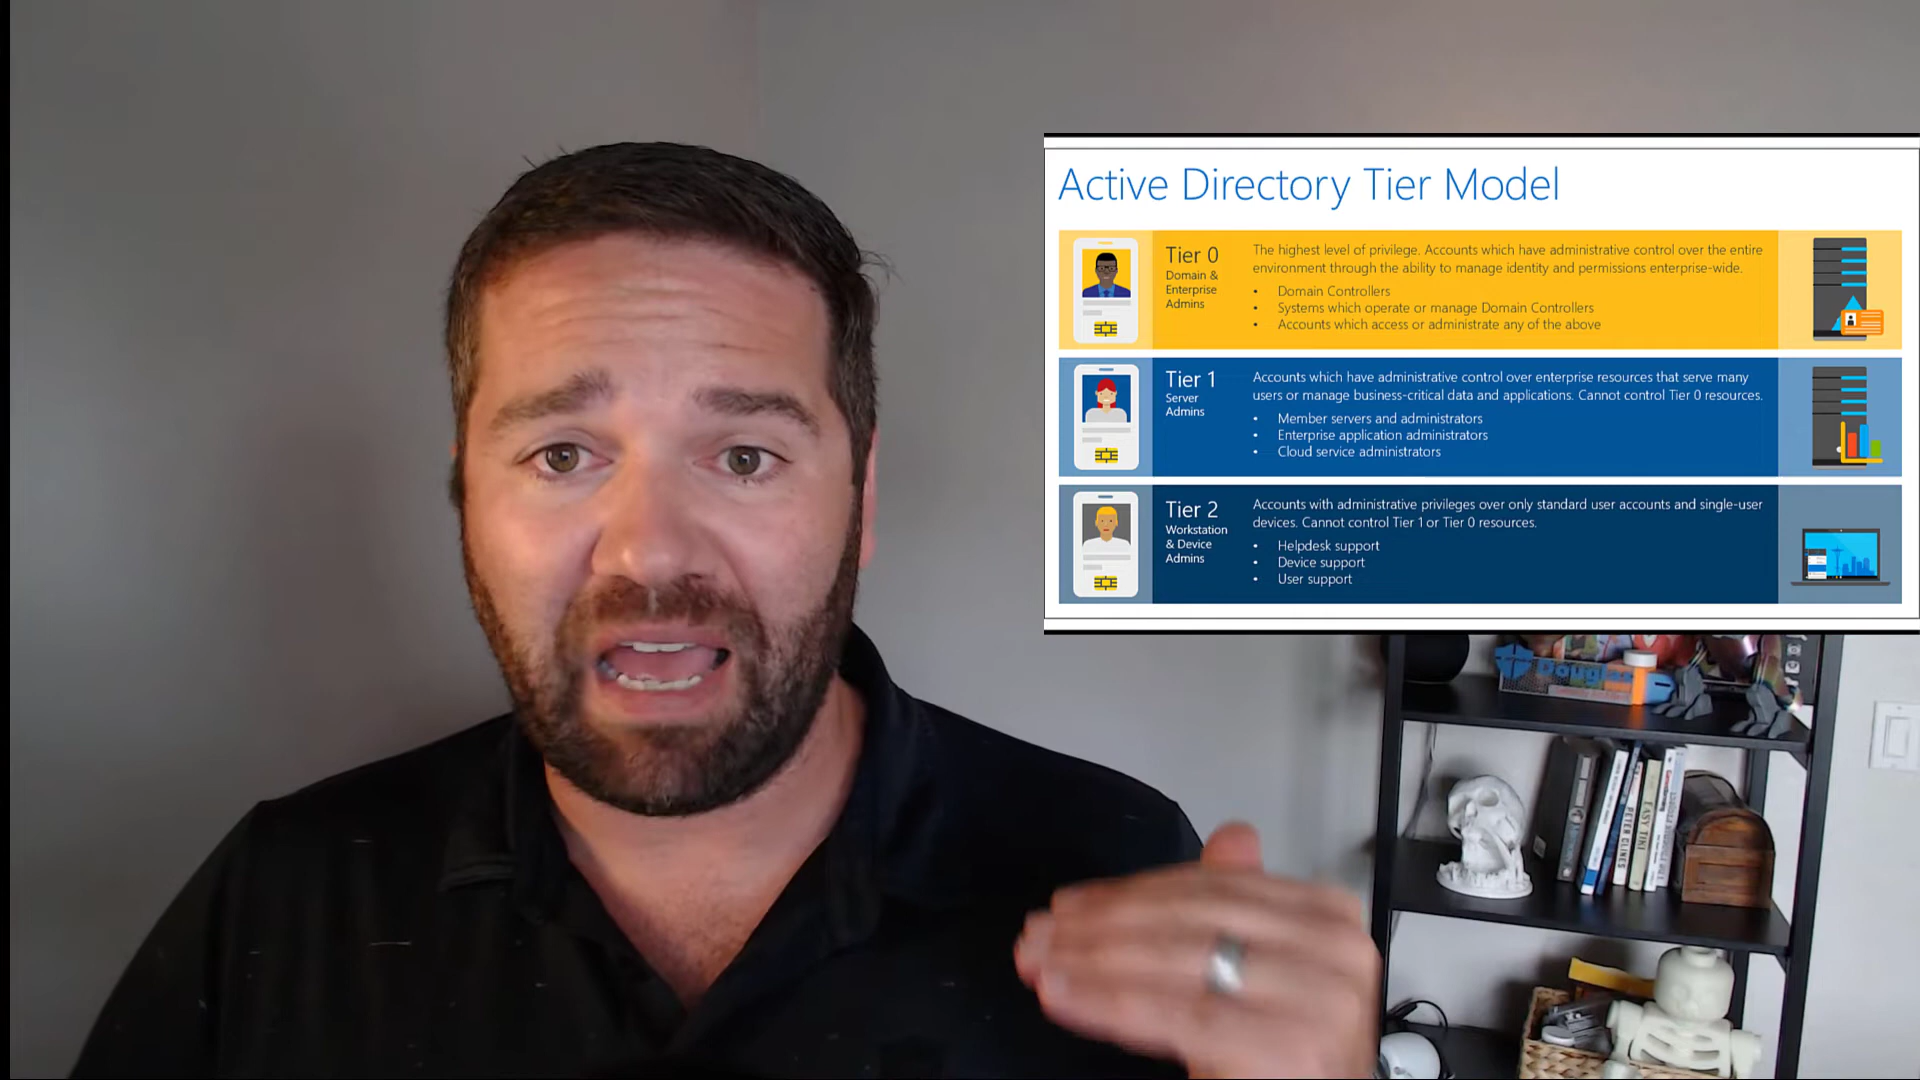 Active Directory Tier Model
Tier 0
Domain &
Enterprise
Admins
The highest level of privilege. Accounts which have administrative control over the entire
environment through the ability to manage identity and permissions enterprise-wide.
• Domain Controllers
• Systems which operate or manage Domain Controllers
• Accounts which access or administrate any of the above
Tier 1
Server
Admins
Accounts which have administrative control over enterprise resources that serve many
users or manage business-critical data and applications. Cannot control Tier 0 resources.
• Member servers and administrators
• Enterprise application administrators
• Cloud service administrators
Tier 2
Workstation
& Device
Admins
Accounts with administrative privileges over only standard user accounts and single-user
devices. Cannot control Tier 1 or Tier 0 resources.
• Helpdesk support
• Device support
• User support
Douglas
PETER CLINES
EASY TIKI